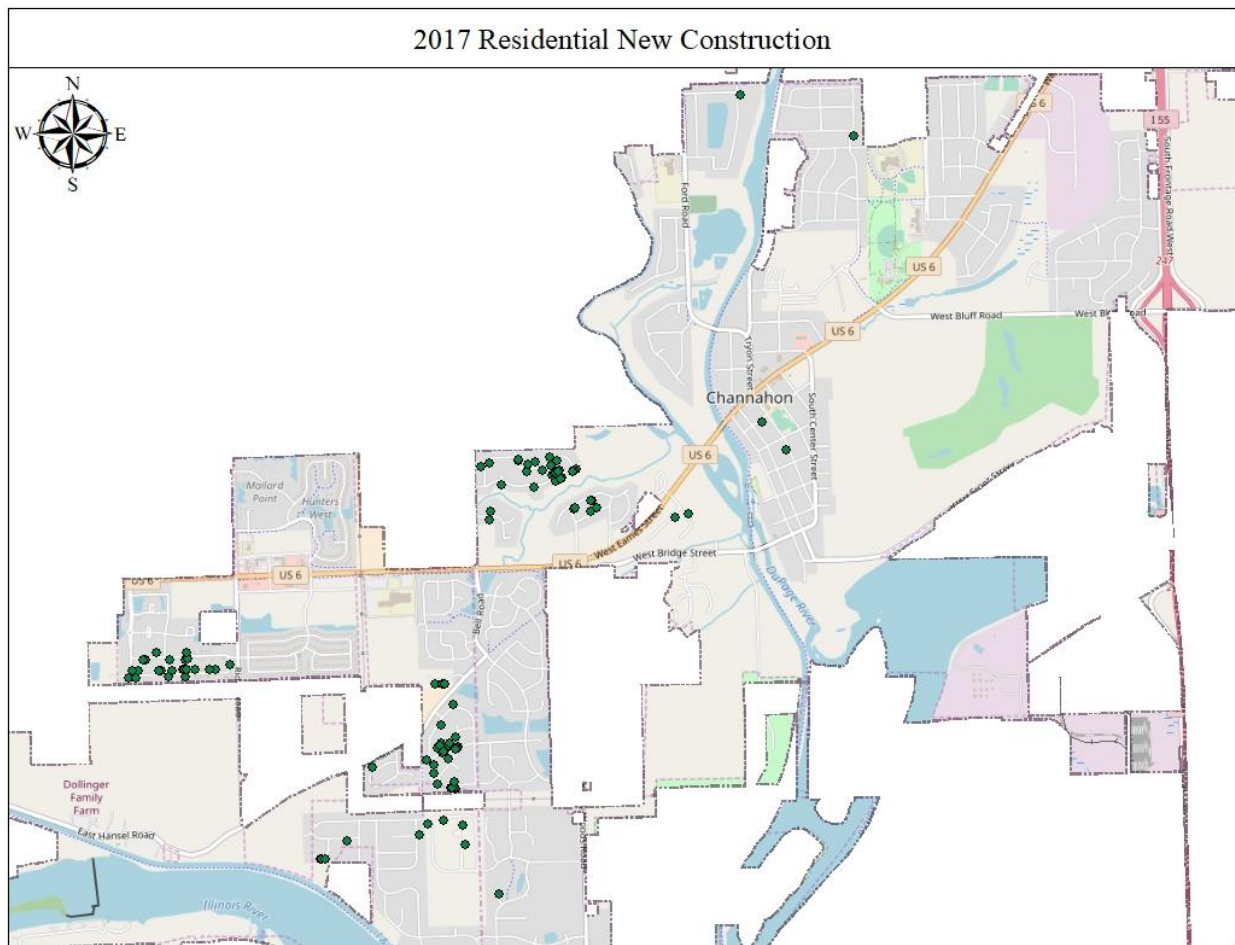 2017 Residential New Construction
N
W
E
S
US 6
I 55
South Frontage Road West
Ford Road
247
US 6
West Bluff Road
US 6
Tryon Street
Channahon
South Center Street
US 6
Mallard
Point
Hunters
West
West Eames Street
West Bridge Street
US 6
US 6
US 6
DuPage River
Bell Road
Dollinger
Family
Farm
East Hansel Road
Illinois River